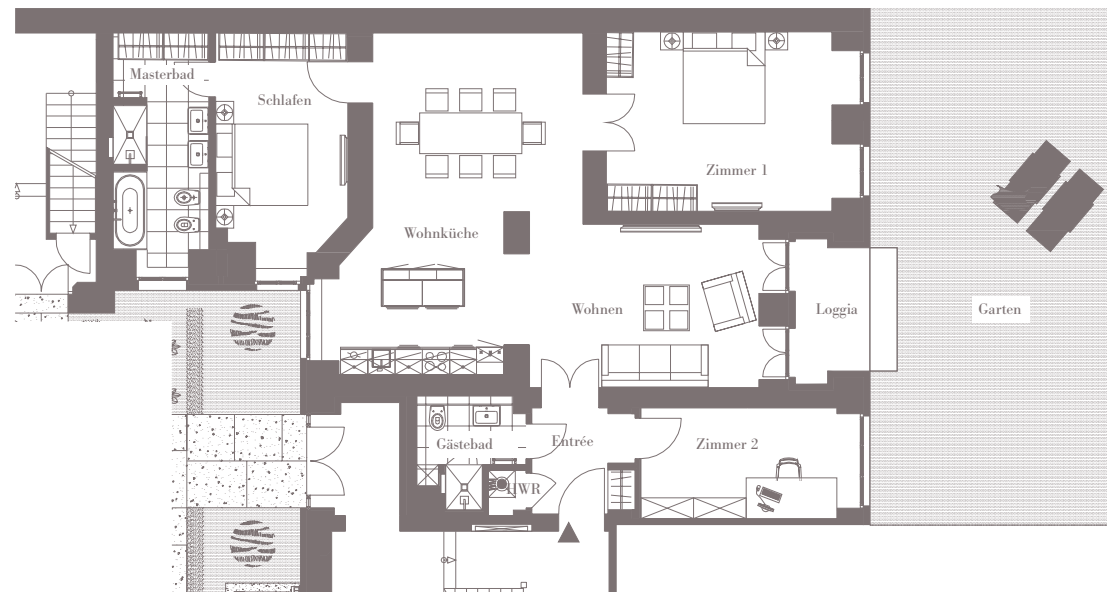 Masterbad
Schlafen
Zimmer 1
Wohnküche
Wohnen
Loggia
Garten
Gästebad
Entrée
Zimmer 2
HWR